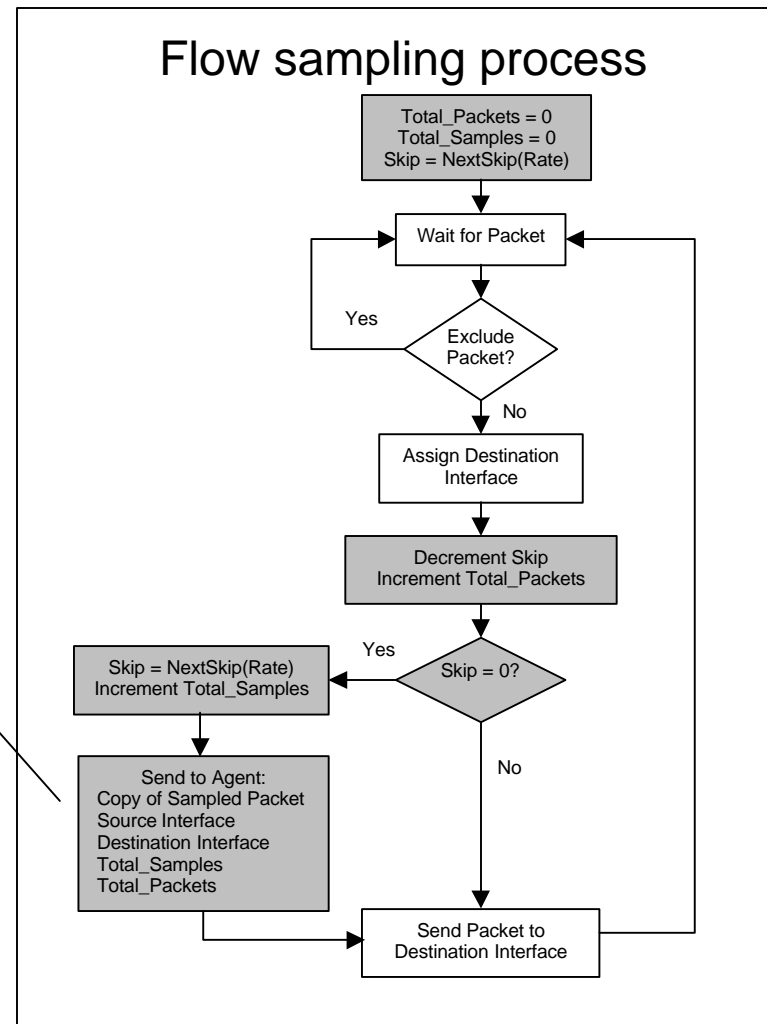 Flow sampling process
Total_Packets = 0
Total_Samples = 0
Skip = NextSkip(Rate)
Wait for Packet
Yes
Exclude
Packet?
No
Assign Destination
Interface
Decrement Skip
Increment Total_Packets
Yes
Skip = 0?
Skip = NextSkip(Rate)
Increment Total_Samples
No
Send to Agent:
Copy of Sampled Packet
Source Interface
Destination Interface
Total_Samples
Total_Packets
Send Packet to
Destination Interface